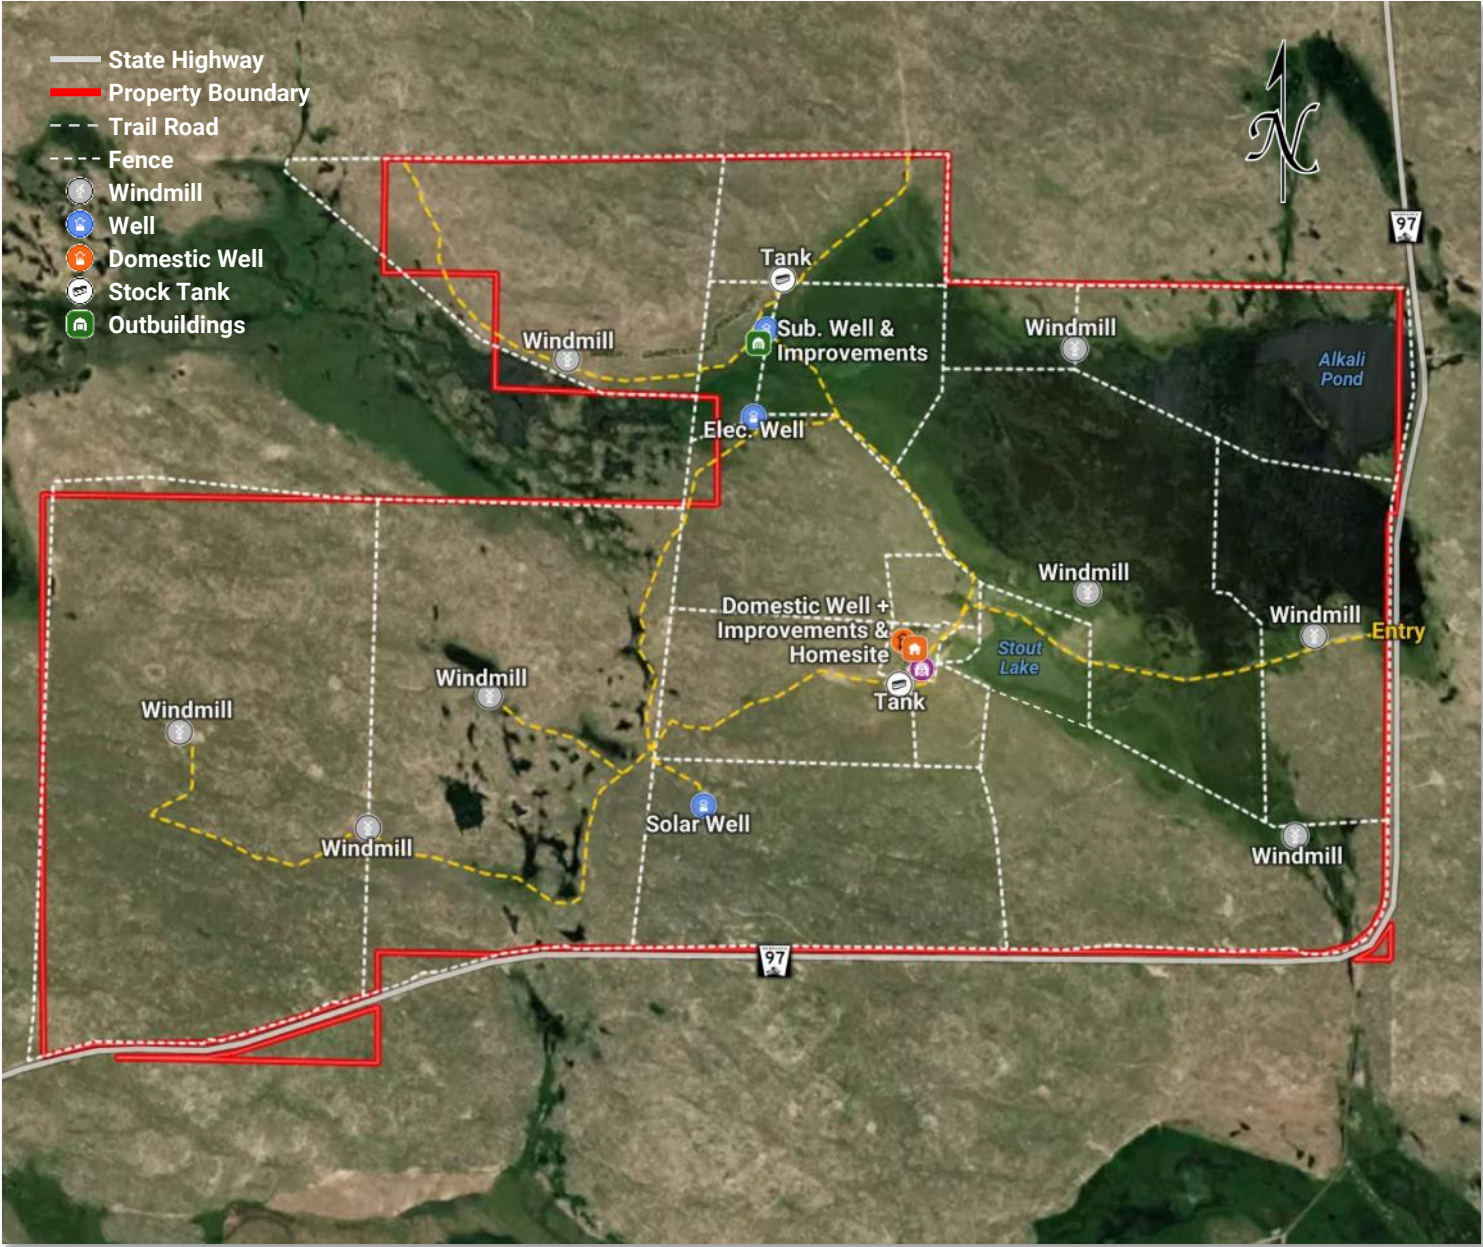 State Highway
Property Boundary
Trail Road
Fence
Windmill
Well
Domestic Well
Stock Tank
Outbuildings
N
97
Tank
Windmill
Sub. Well &
Improvements
Windmill
Alkali
Pond
Elec. Well
Windmill
Domestic Well +
Improvements &
Homesite
Windmill
Entry
Stout
Lake
Windmill
Tank
Windmill
Solar Well
Windmill
Windmill
97